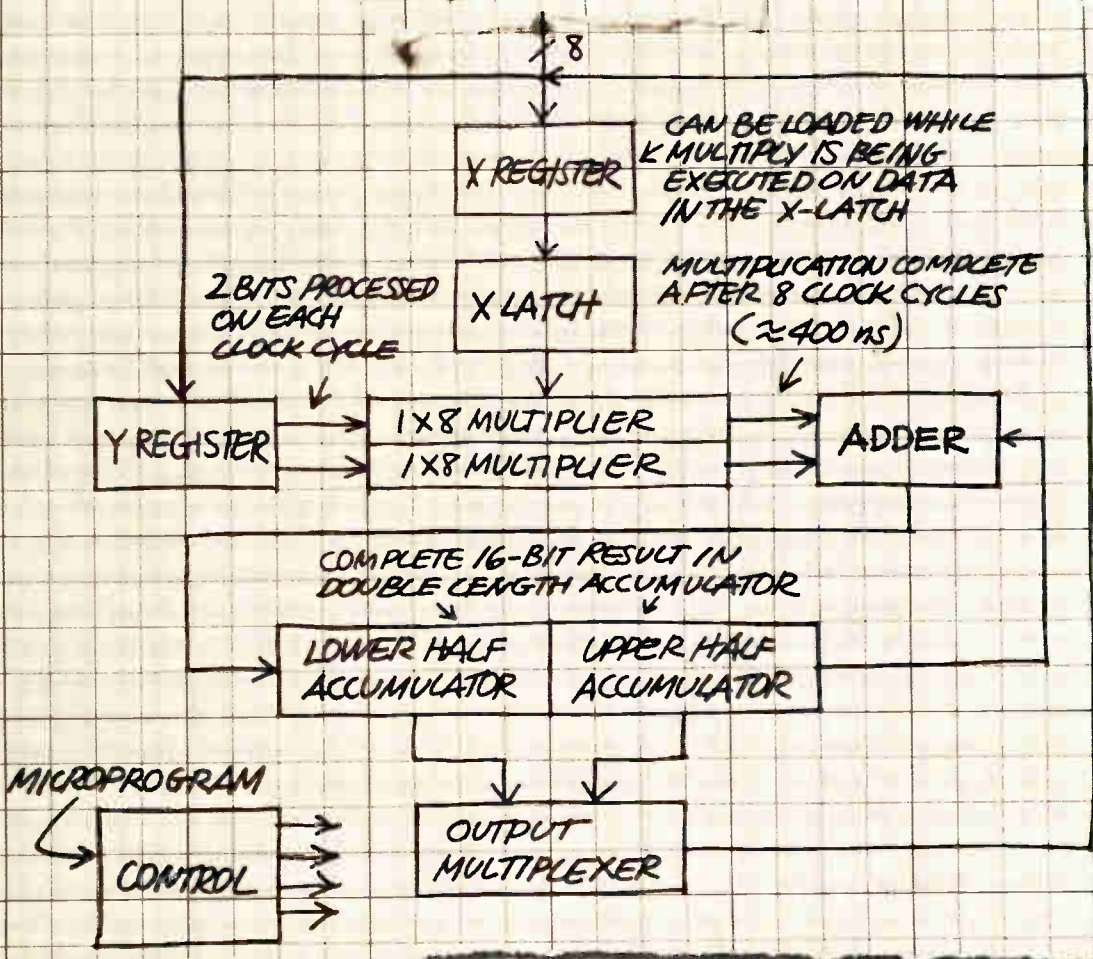 8
X REGISTER
CAN BE LOADED WHILE
MULTIPLY IS BEING
EXECUTED ON DATA
IN THE X-LATCH
X LATCH
2 BITS PROCESSED
ON EACH
CLOCK CYCLE
MULTIPLICATION COMPLETE
AFTER 8 CLOCK CYCLES
(≈400 ns)
Y REGISTER
1X8 MULTIPLIER
1X8 MULTIPLIER
ADDER
COMPLETE 16-BIT RESULT IN
DOUBLE LENGTH ACCUMULATOR
LOWER HALF
ACCUMULATOR
UPPER HALF
ACCUMULATOR
MICROPROGRAM
CONTROL
OUTPUT
MULTIPLEXER